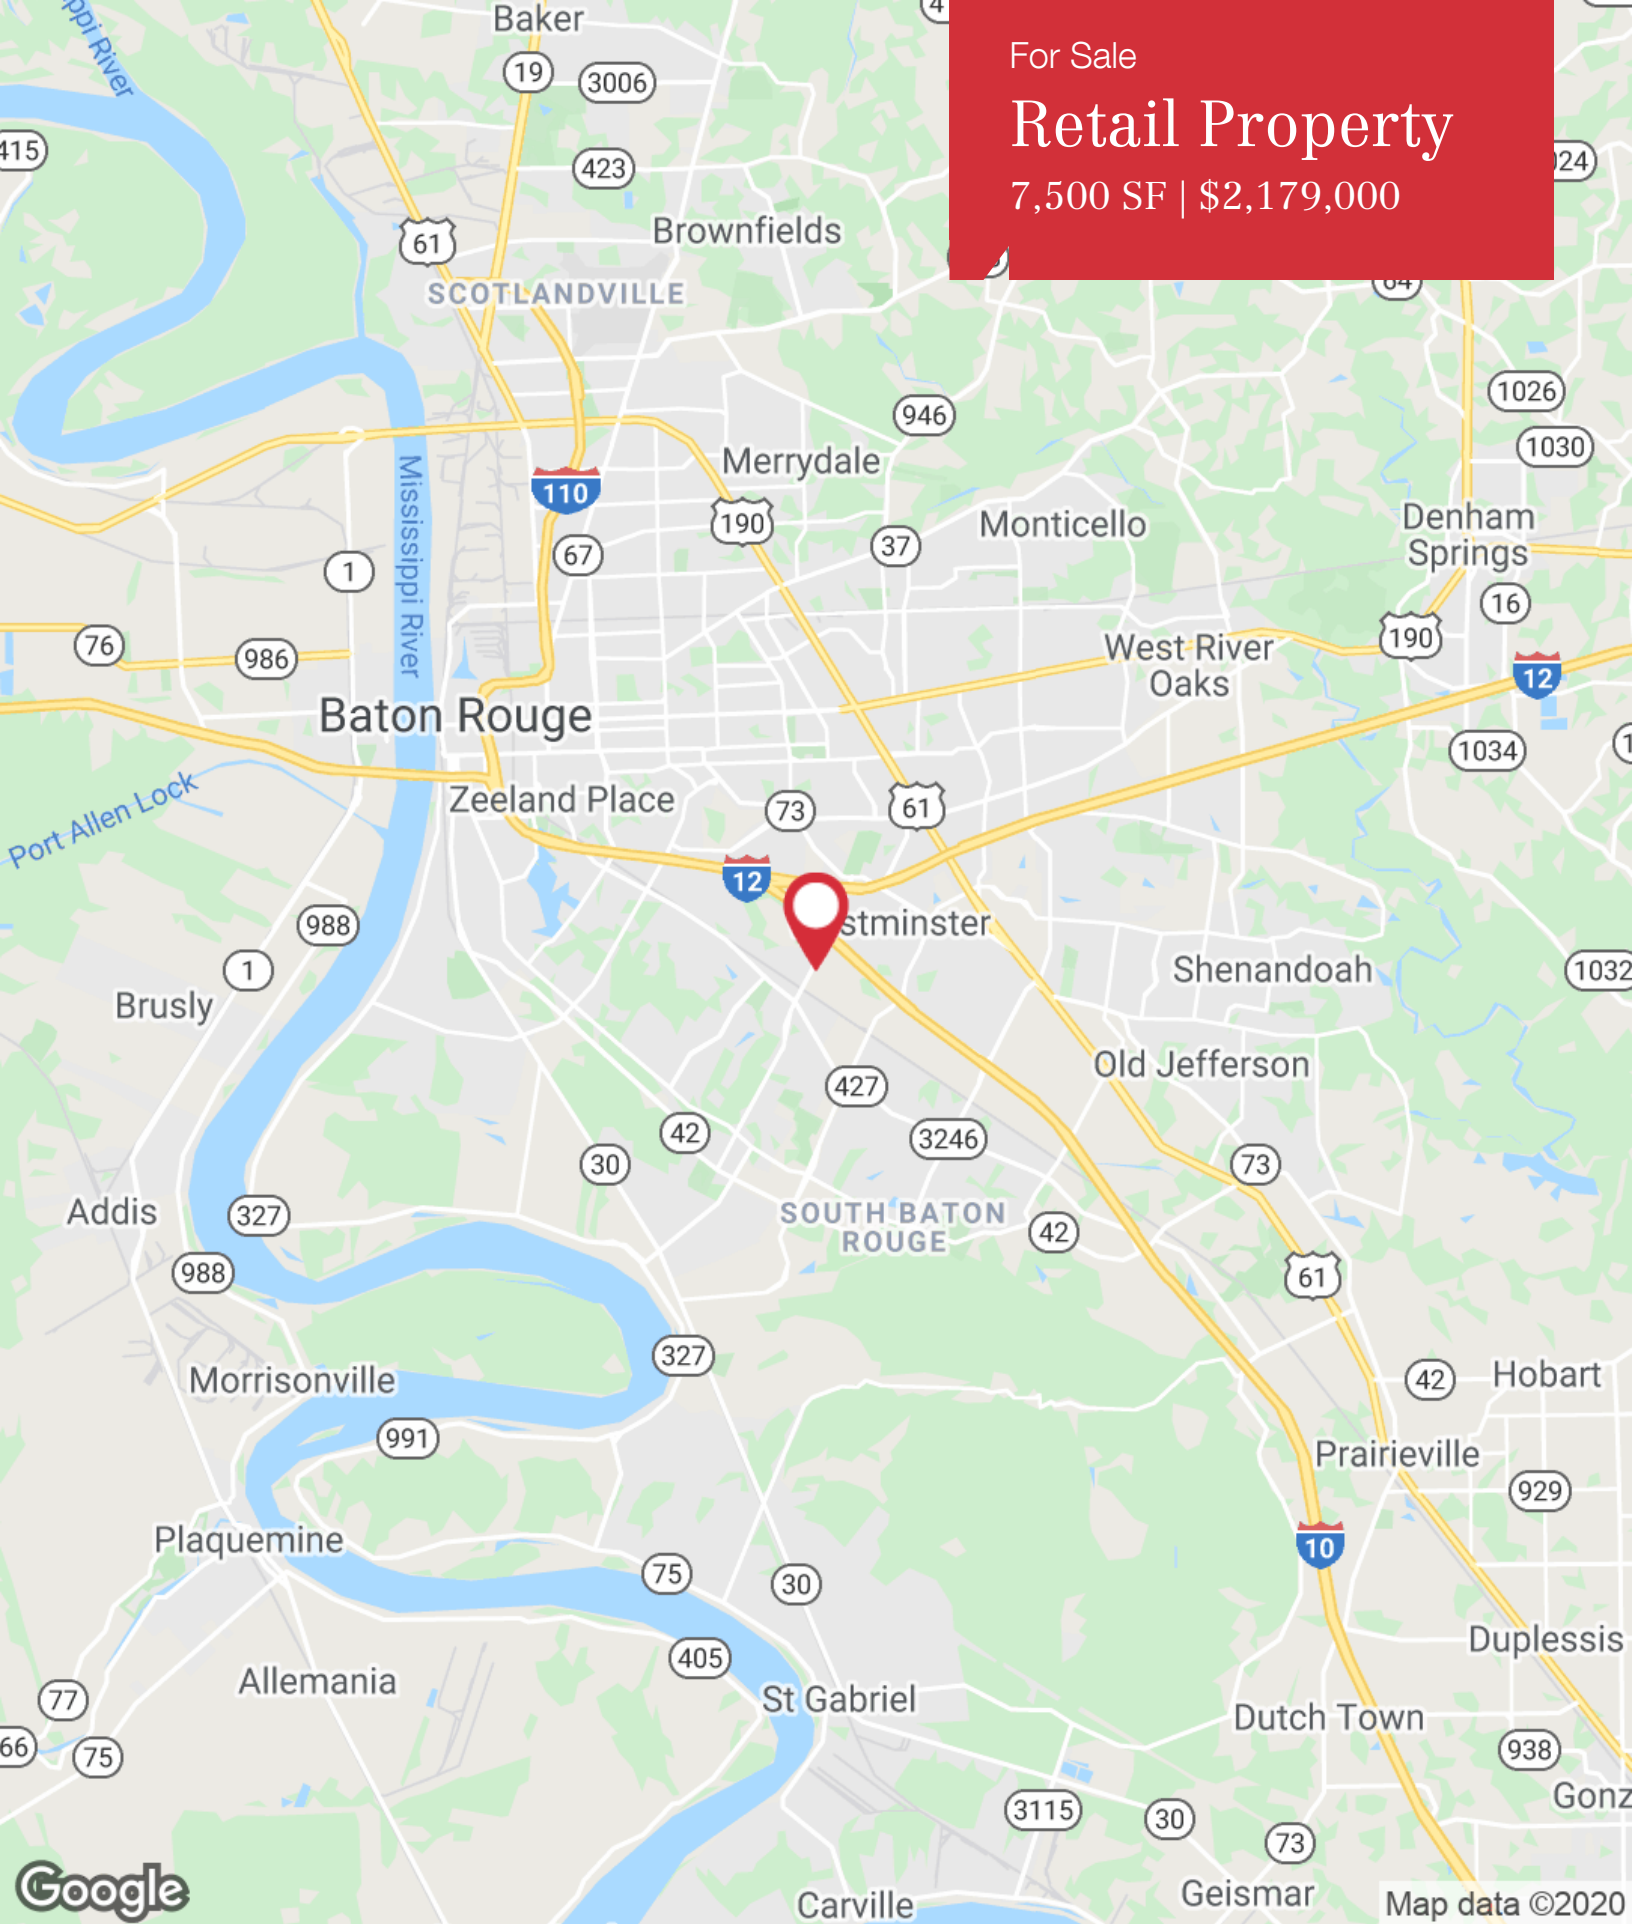 For Sale
Retail Property
7,500 SF | $2,179,000
Baker
19
3006
415
423
61
Brownfields
SCOTLANDVILLE
64
1026
946
1030
Merrydale
110
190
Monticello
Denham
Springs
37
67
1
Mississippi River
16
76
986
190
West River
Oaks
12
Baton Rouge
1034
Zeeland Place
73
61
Port Allen Lock
12
988
1
Shenandoah
1032
Brusly
Old Jefferson
427
42
3246
30
73
Addis
327
SOUTH BATON
ROUGE
42
988
61
327
Morrisonville
42
Hobart
991
Prairieville
929
Plaquemine
10
75
30
Duplessis
405
Allemania
77
St Gabriel
Dutch Town
66
75
938
3115
30
73
Google
Carville
Geismar
Map data ©2020